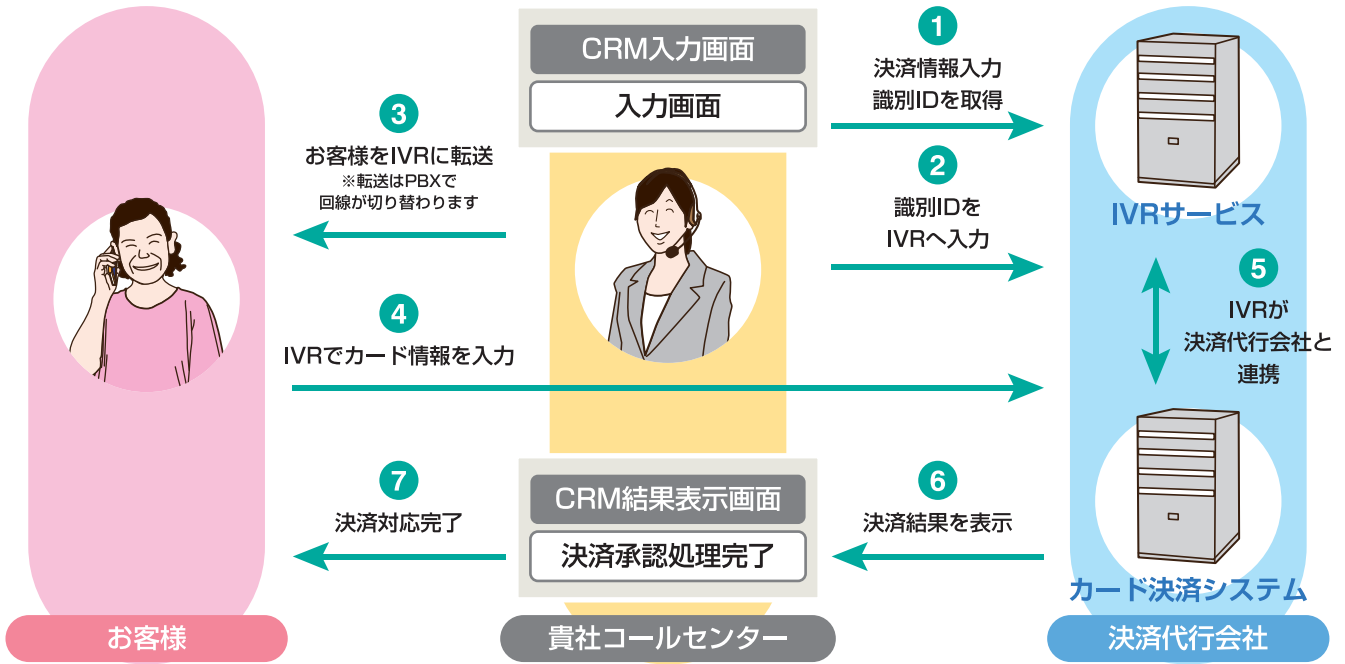 CRM入力画面
入力画面
1
決済情報入力
識別IDを取得
2
識別IDを
IVRへ入力
3
お客様をIVRに転送
※転送はPBXで
回線が切り替わります
4
IVRでカード情報を入力
IVRサービス
5
IVRが
決済代行会社と
連携
カード決済システム
6
決済結果を表示
CRM結果表示画面
決済承認処理完了
7
決済対応完了
お客様
貴社コールセンター
決済代行会社